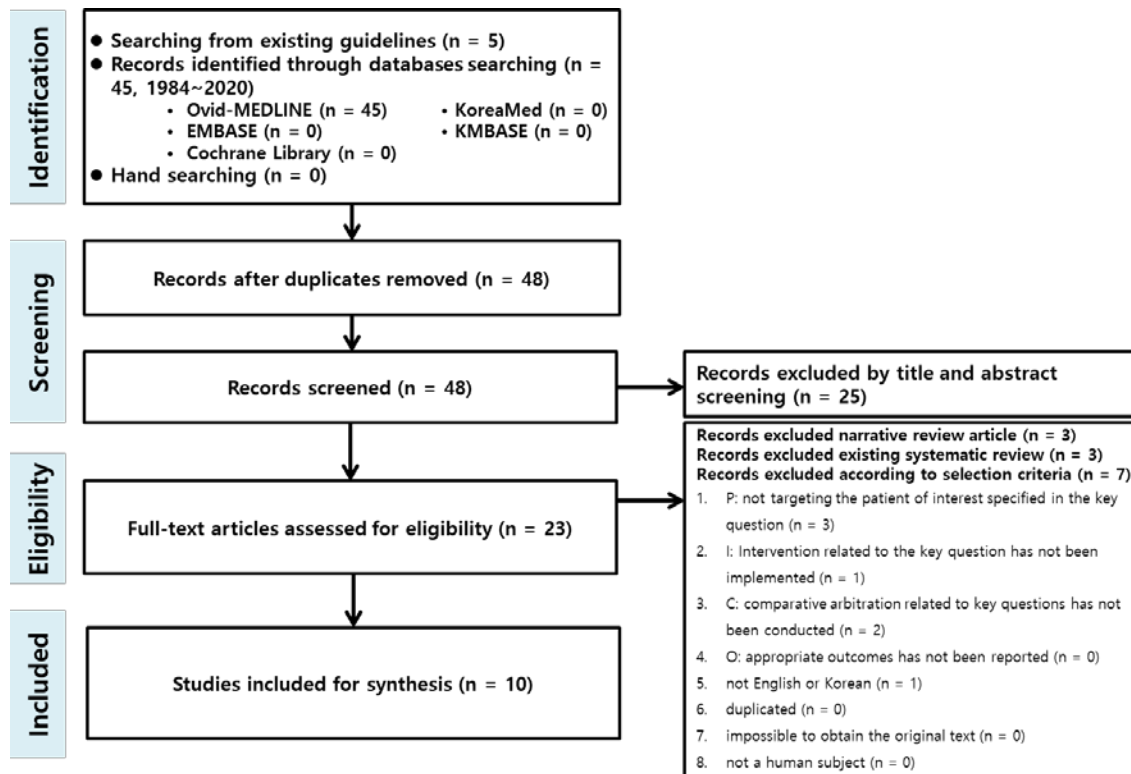 Identification
● Searching from existing guidelines (n = 5)
● Records identified through databases searching (n =
45, 1984~2020)
• Ovid-MEDLINE (n = 45)
• KoreaMed (n = 0)
• EMBASE (n = 0)
• KMBASE (n = 0)
• Cochrane Library (n = 0)
● Hand searching (n = 0)
Screening
Records after duplicates removed (n = 48)
Records screened (n = 48)
Records excluded by title and abstract
screening (n = 25)
Eligibility
Full-text articles assessed for eligibility (n = 23)
Records excluded narrative review article (n = 3)
Records excluded existing systematic review (n = 3)
Records excluded according to selection criteria (n = 7)
1. P: not targeting the patient of interest specified in the key
question (n = 3)
2. I: Intervention related to the key question has not been
implemented (n = 1)
3. C: comparative arbitration related to key questions has not
been conducted (n = 2)
4. O: appropriate outcomes has not been reported (n = 0)
5. not English or Korean (n = 1)
6. duplicated (n = 0)
7. impossible to obtain the original text (n = 0)
8. not a human subject (n = 0)
Included
Studies included for synthesis (n = 10)